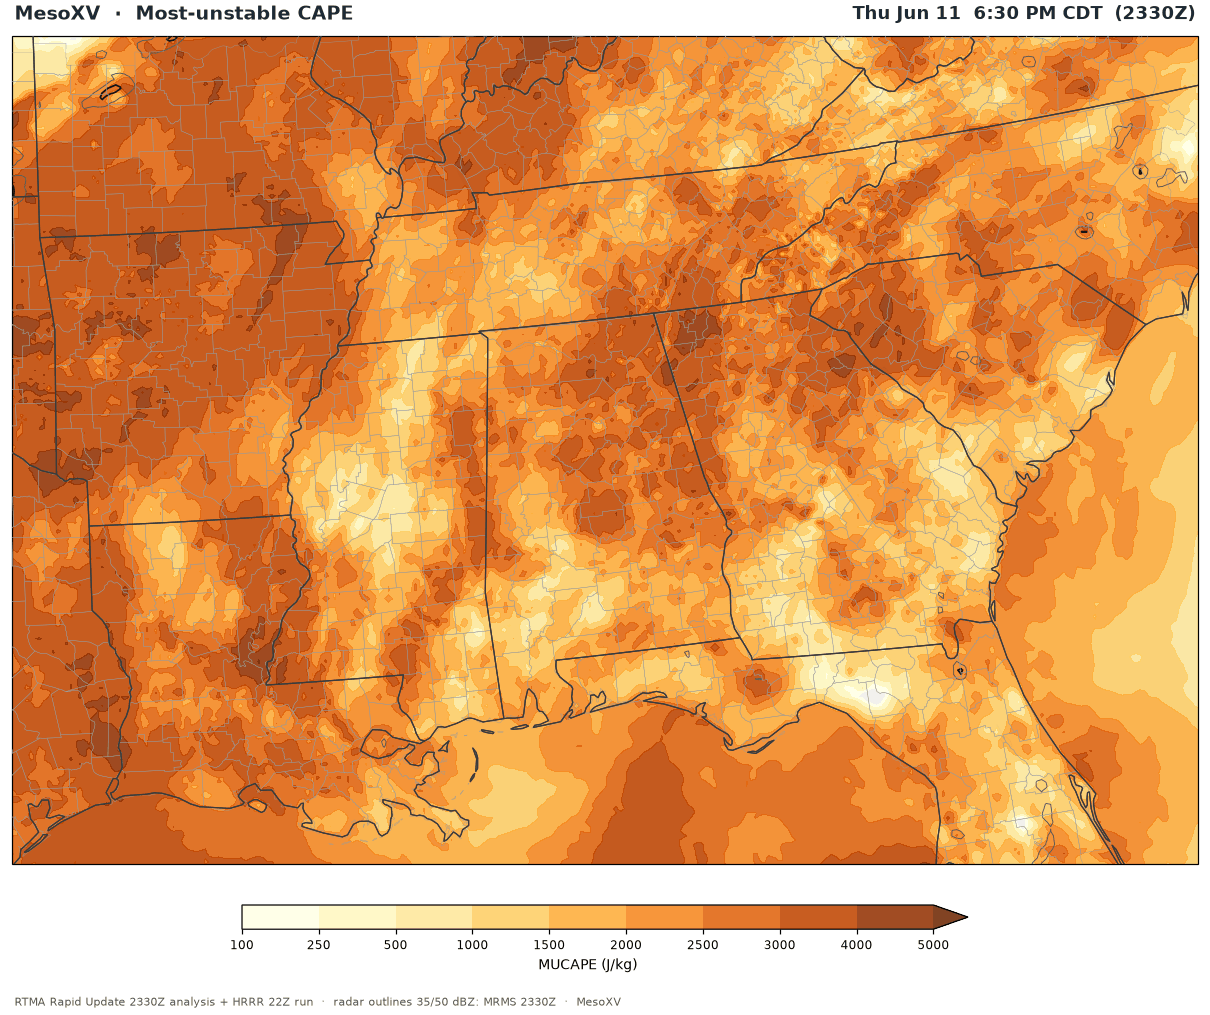 MesoXV · Most-unstable CAPE
Thu Jun 11 6:30 PM CDT (2330Z)
100 250 500 1000 1500 2000 2500 3000 4000 5000
MUCAPE (J/kg)
RTMA Rapid Update 2330Z analysis + HRRR 22Z run · radar outlines 35/50 dBZ: MRMS 2330Z · MesoXV